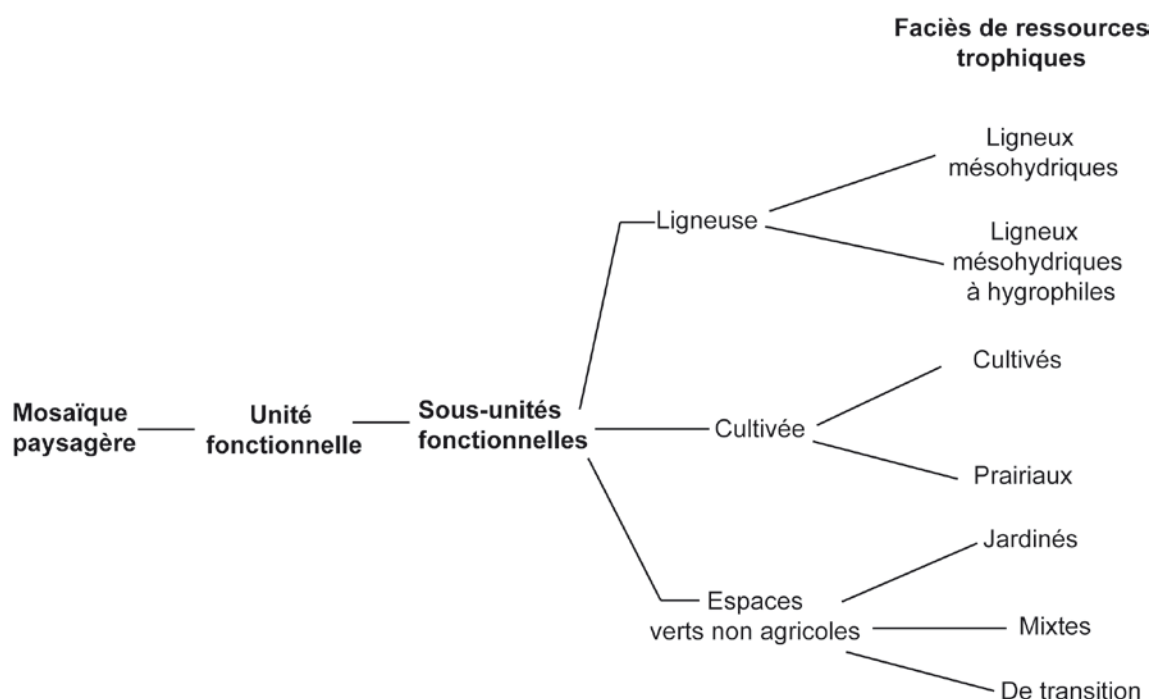 Faciès de ressources
trophiques
Ligneux
mésohydriques
Ligneuse
Ligneux
mésohydriques
à hygrophiles
Cultivés
Mosaïque
paysagère
Unité
fonctionnelle
Sous-unités
fonctionnelles
Cultivée
Prairiaux
Jardinés
Espaces
verts non agricoles
Mixtes
De transition